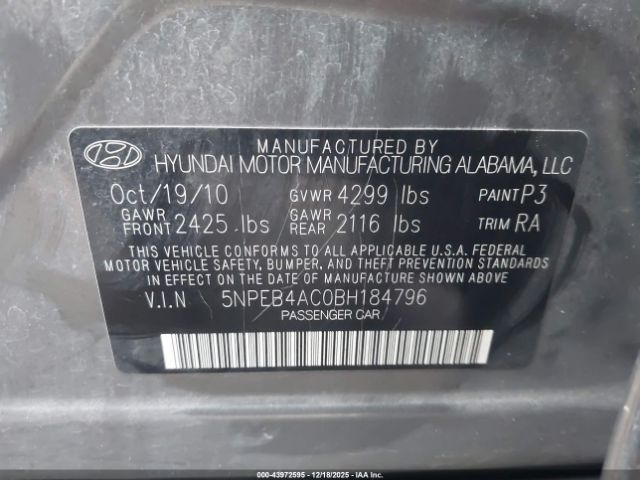 MANUFACTURED BY
HYUNDAI MOTOR MANUFACTURING ALABAMA, LLC
Oct/19/10 GVWR 4299 lbs PAINT P3
GAWR FRONT 2425 lbs GAWR REAR 2116 lbs TRIM RA
THIS VEHICLE CONFORMS TO ALL APPLICABLE U.S.A. FEDERAL
MOTOR VEHICLE SAFETY, BUMPER, AND THEFT PREVENTION STANDARDS
IN EFFECT ON THE DATE OF MANUFACTURE SHOWN ABOVE.
V.I.N 5NPEB4AC0BH184796
PASSENGER CAR
000-43972595 - 12/18/2025 - IAAI.COM